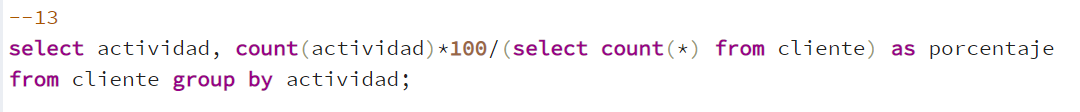 --13
select actividad, count(actividad)*100/(select count(*) from cliente) as porcentaje
from cliente group by actividad;